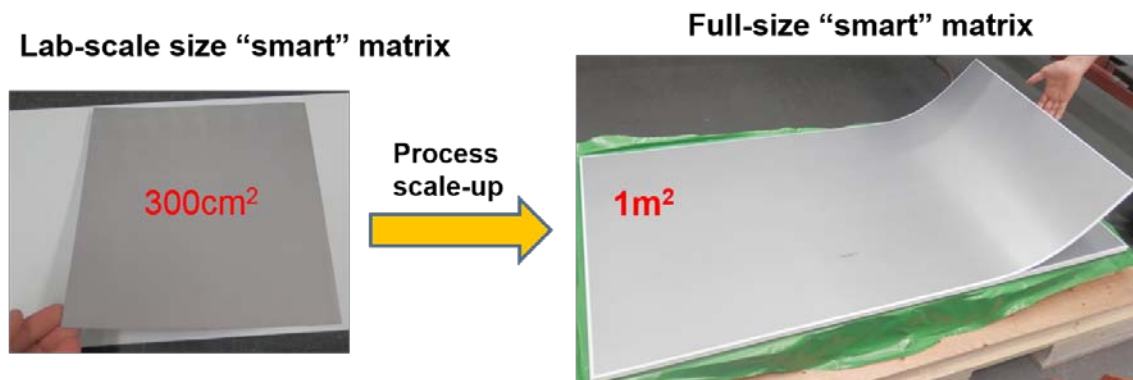 Lab-scale size “smart” matrix
Full-size “smart” matrix
300cm²
Process
scale-up
1m²